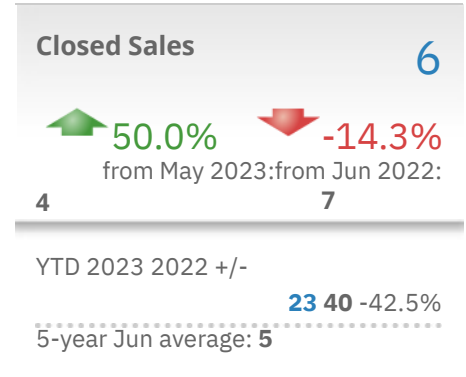 Closed Sales 6
50.0% -14.3%
from May 2023:from Jun 2022:
4 7
YTD 2023 2022 +/-
23 40 -42.5%
5-year Jun average: 5